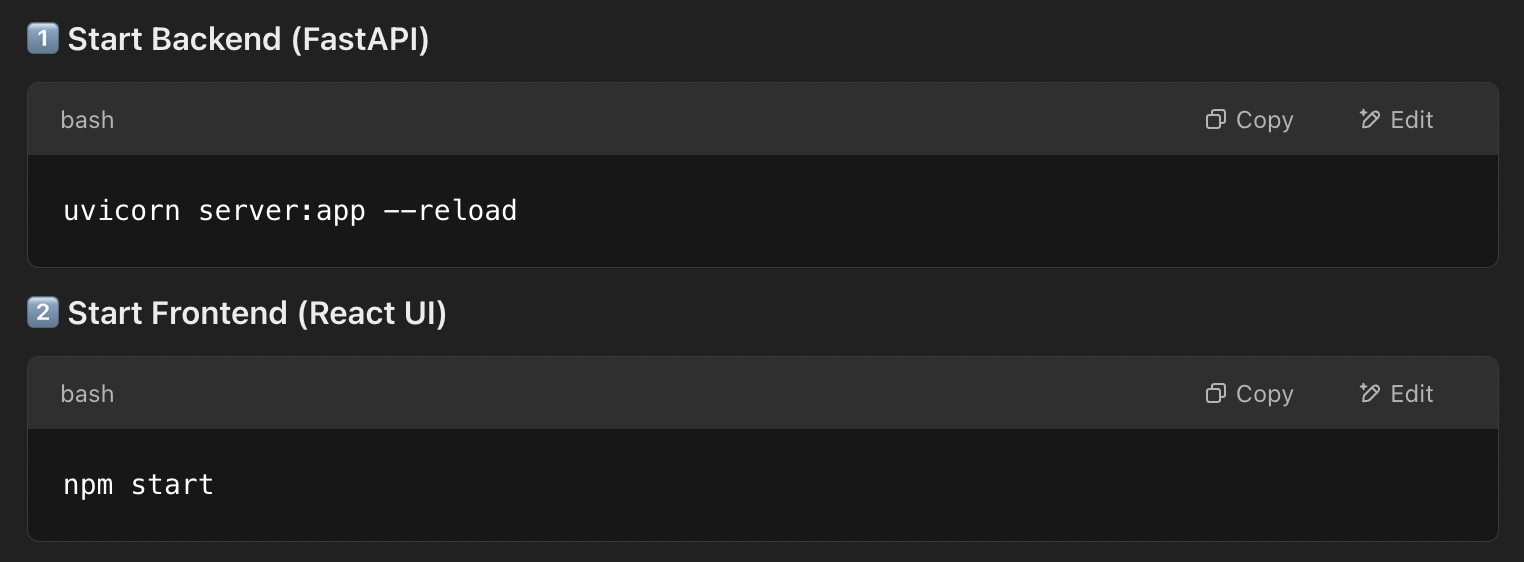 1 Start Backend (FastAPI)
bash Copy Edit
uvicorn server:app --reload
2 Start Frontend (React UI)
bash Copy Edit
npm start